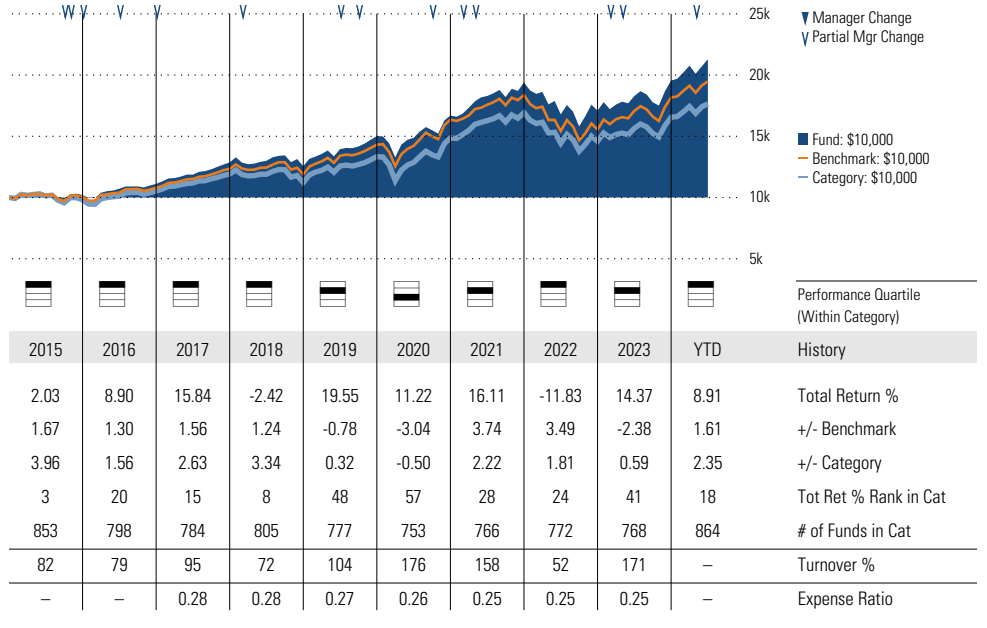 25k
20k
15k
10k
5k
Manager Change
Partial Mgr Change
Fund: $10,000
Benchmark: $10,000
Category: $10,000
Performance Quartile
(Within Category)
2015 2016 2017 2018 2019 2020 2021 2022 2023 YTD History
2.03 8.90 15.84 -2.42 19.55 11.22 16.11 -11.83 14.37 8.91 Total Return %
1.67 1.30 1.56 1.24 -0.78 -3.04 3.74 3.49 -2.38 1.61 +/- Benchmark
3.96 1.56 2.63 3.34 0.32 -0.50 2.22 1.81 0.59 2.35 +/- Category
3 20 15 8 48 57 28 24 41 18 Tot Ret % Rank in Cat
853 798 784 805 777 753 766 772 768 864 # of Funds in Cat
82 79 95 72 104 176 158 52 171 – Turnover %
– – 0.28 0.28 0.27 0.26 0.25 0.25 0.25 – Expense Ratio